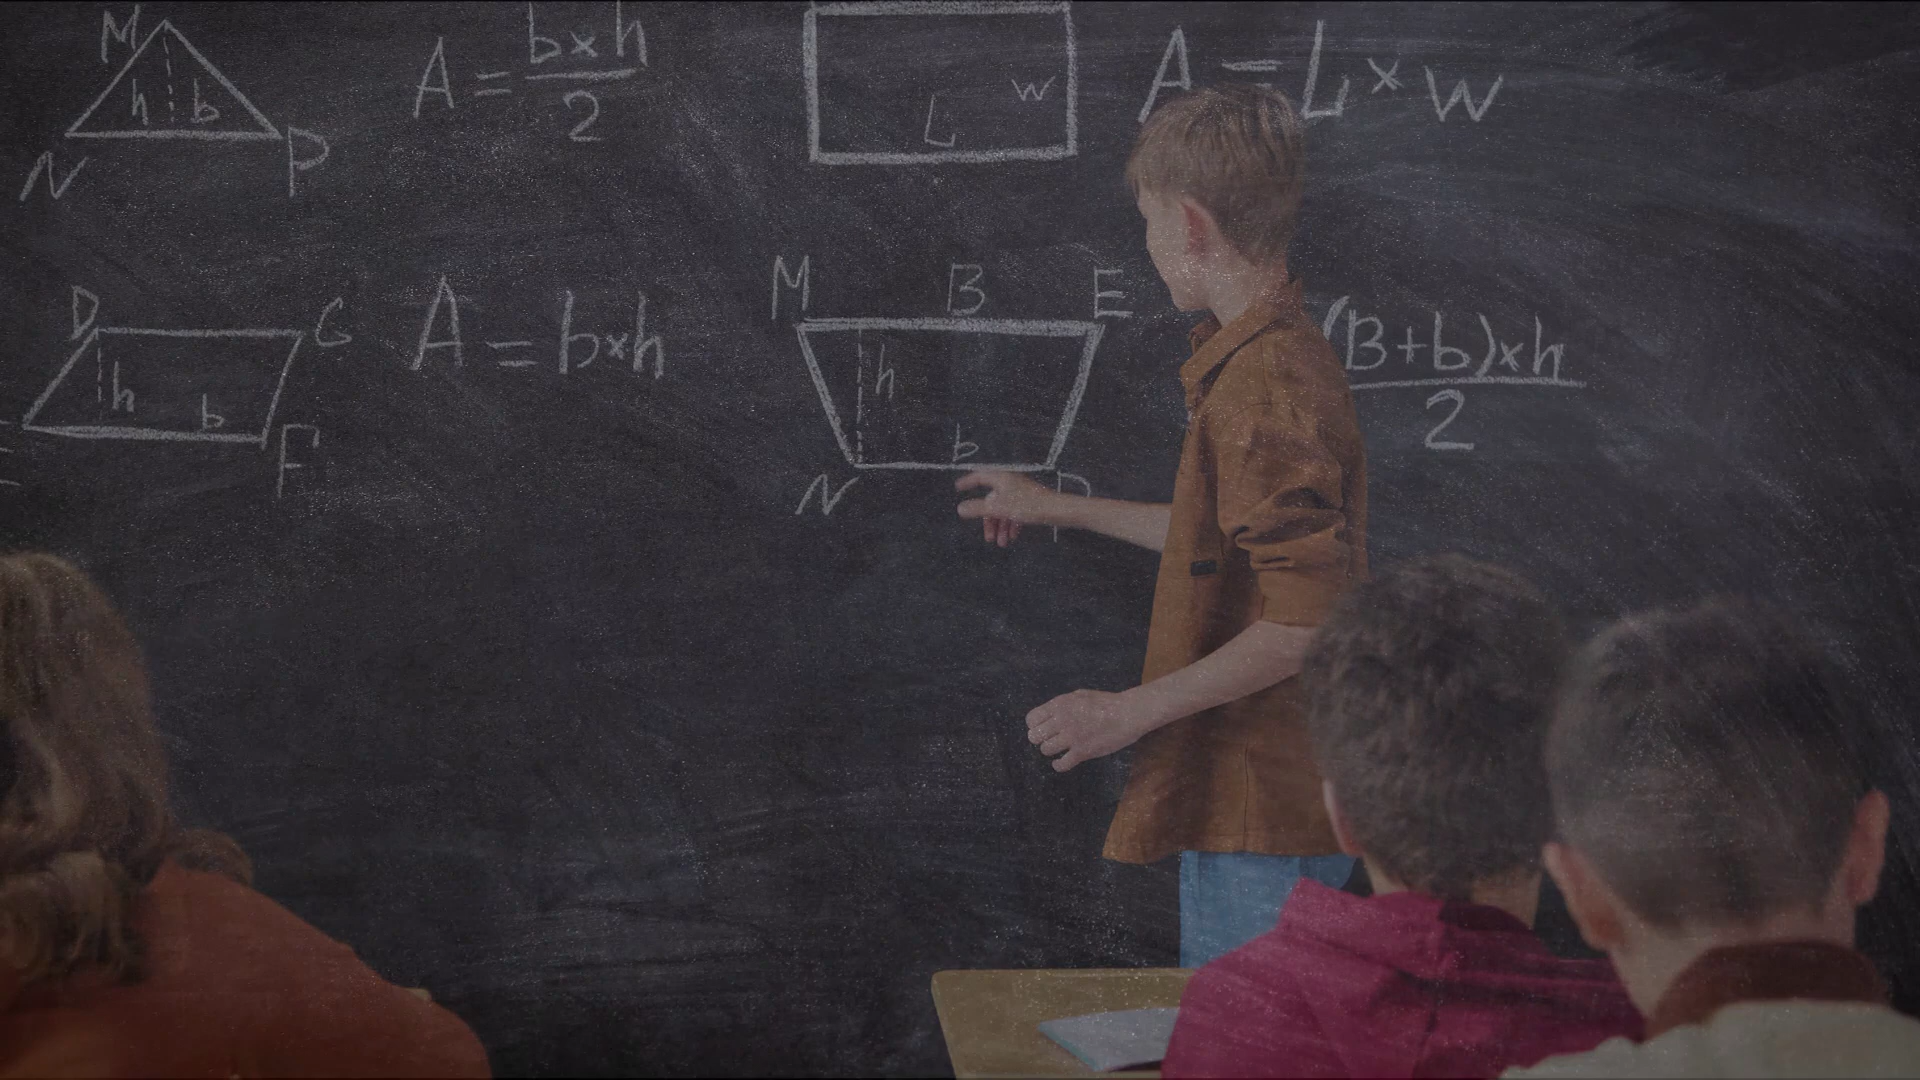 M
h b
N P
A = b×h
2
L W
A = L × W
D G
h b
F
A = b×h
M B E
h
b
N P
(B+b)×h
2